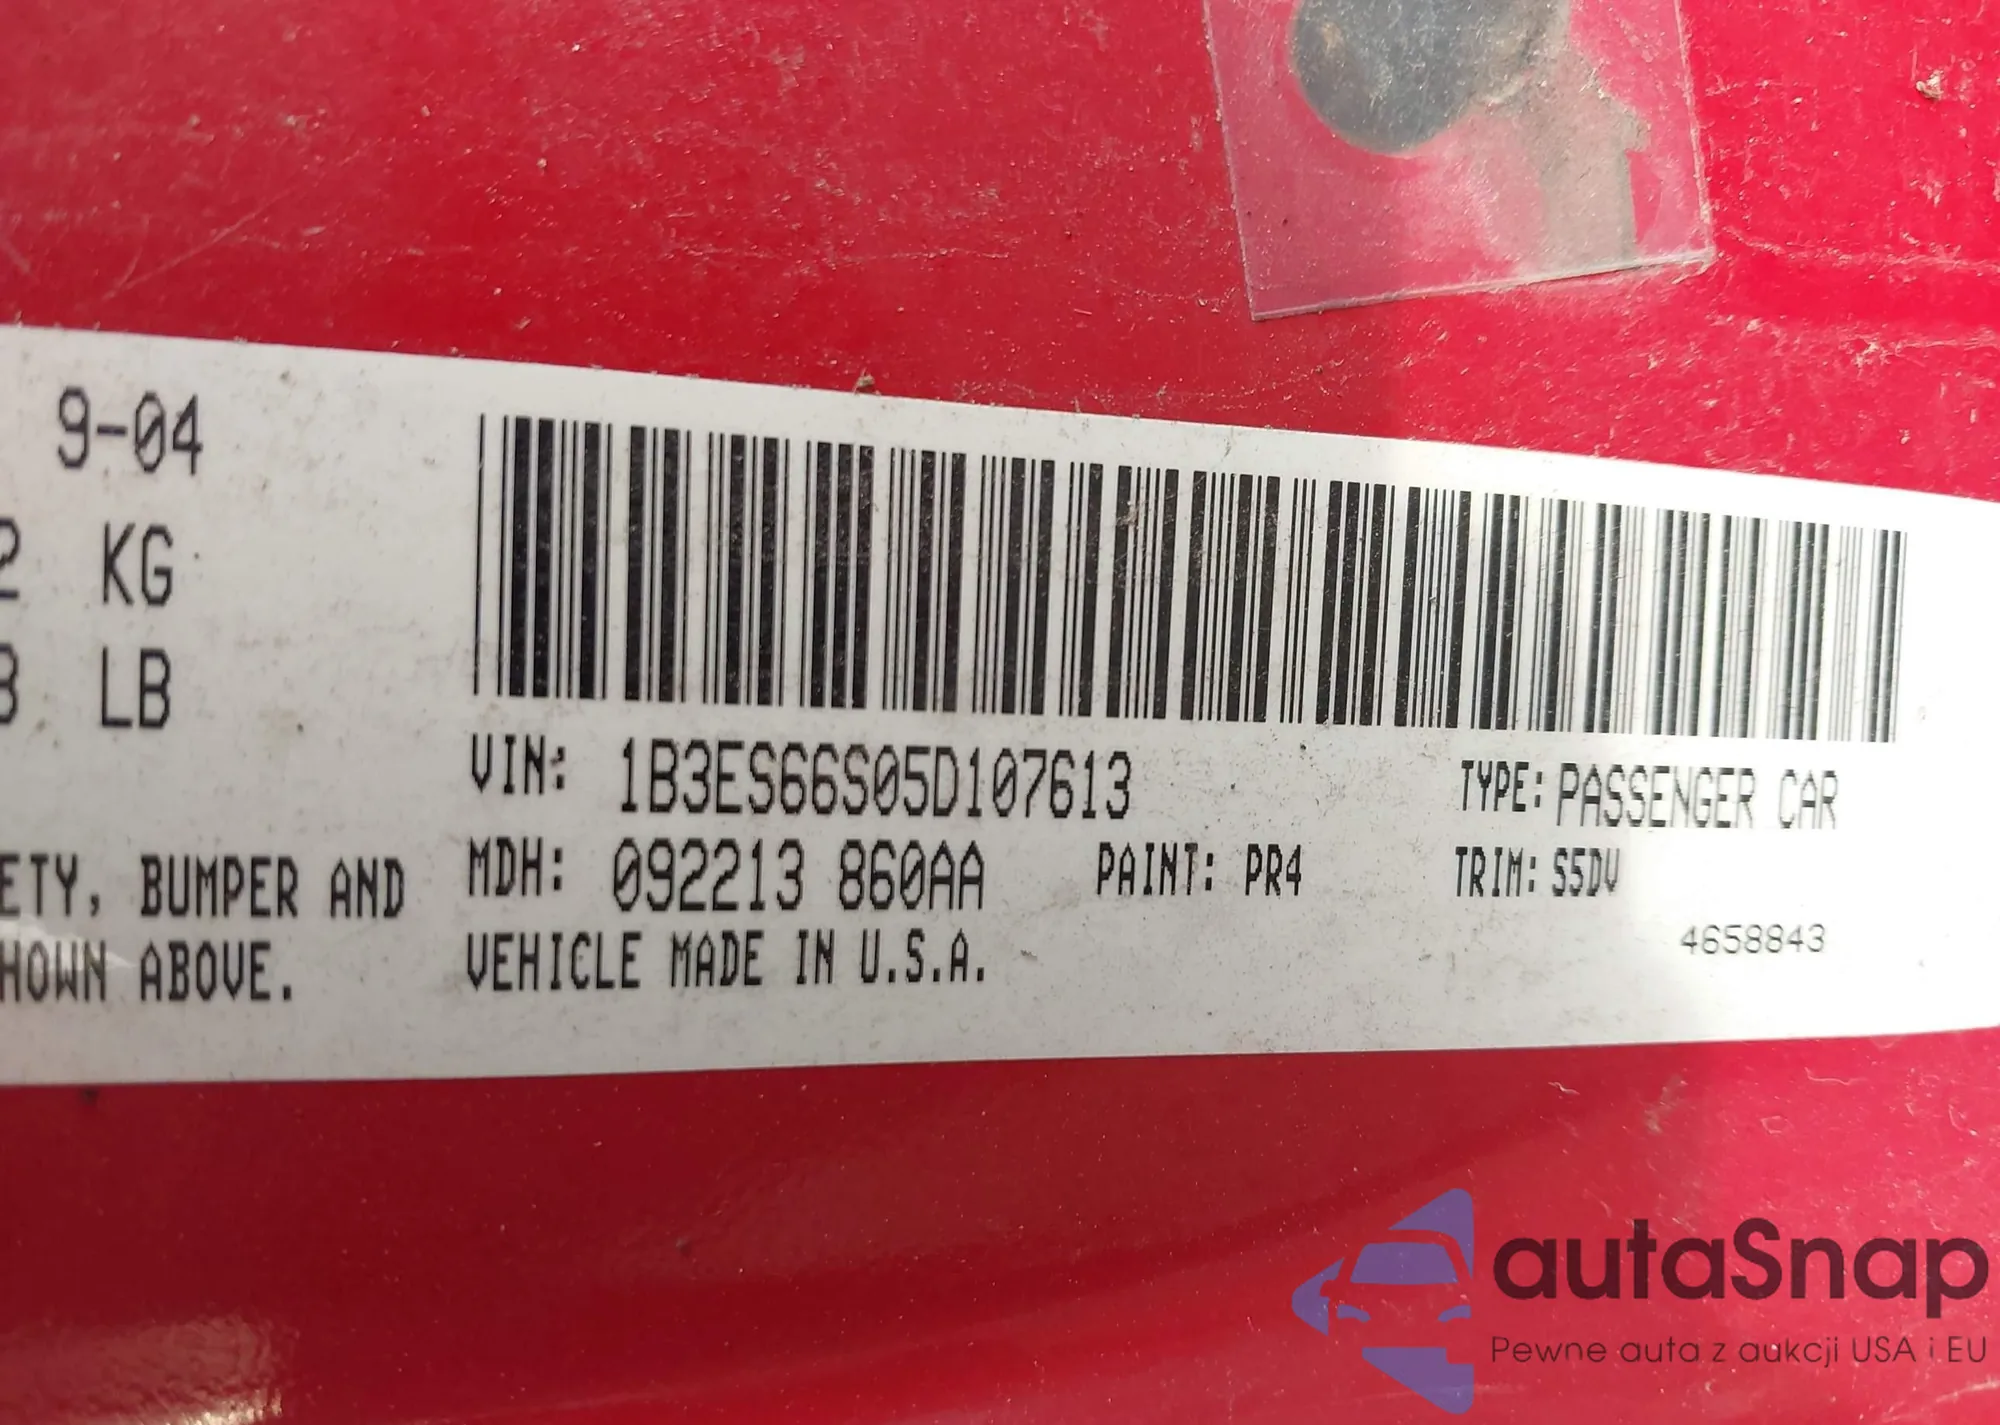 9-04
2 KG
LB
VIN: 1B3ES66S05D107613 TYPE: PASSENGER CAR
ETY, BUMPER AND MDH: 092213 860AA PAINT: PR4 TRIM: S5DV
HOWN ABOVE. VEHICLE MADE IN U.S.A. 4658843
autaSnap
Pewne auta z aukcji USA i EU